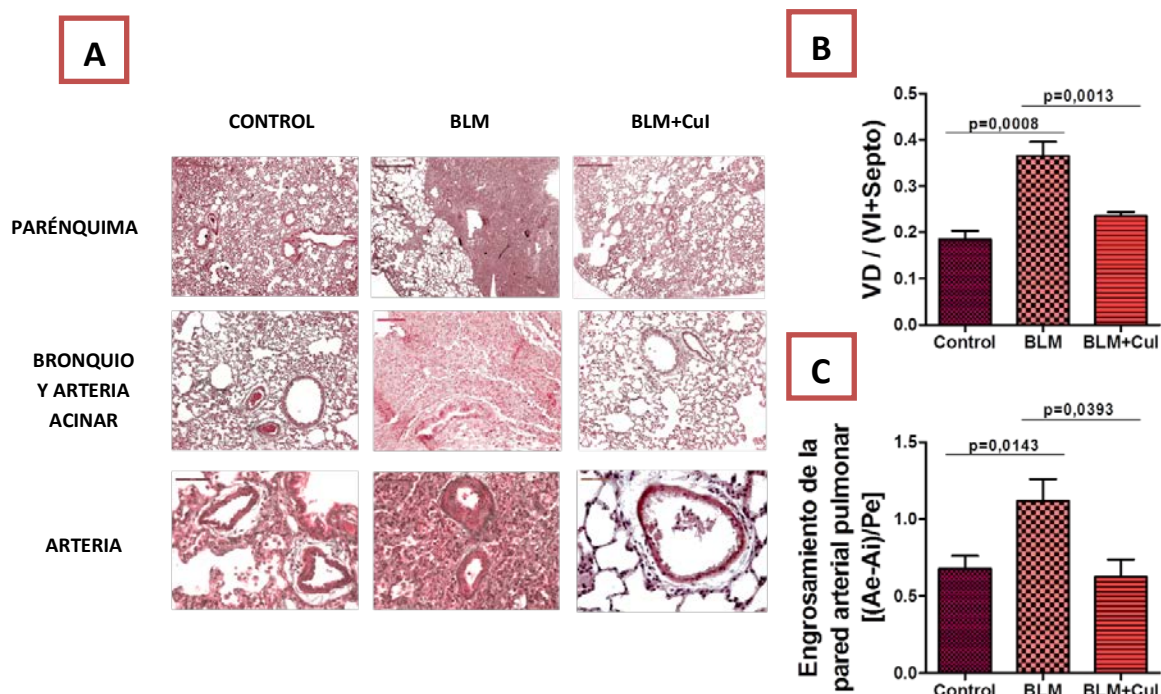 A
CONTROL
BLM
BLM+CuI
PARÉNQUIMA
BRONQUIO
Y ARTERIA
ACINAR
ARTERIA
B
VD / (VI+Septo)
0.5
0.4
0.3
0.2
0.1
0.0
p=0,0013
p=0,0008
Control
BLM
BLM+CuI
C
Engrosamiento de la
pared arterial pulmonar
[(Ae-Ai)/Pe]
1.5
1.0
0.5
0.0
p=0,0393
p=0,0143
Control
BLM
BLM+CuI